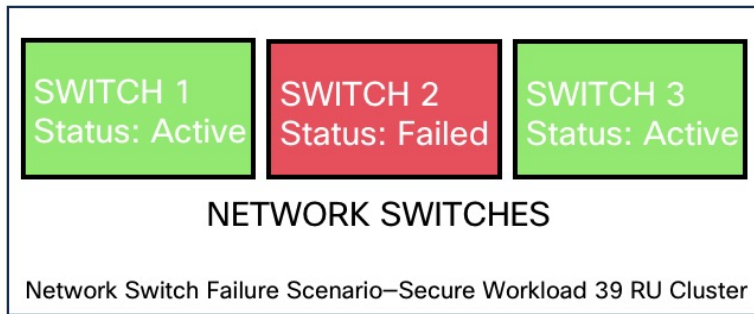 SWITCH 1
Status: Active
SWITCH 2
Status: Failed
SWITCH 3
Status: Active
NETWORK SWITCHES
Network Switch Failure Scenario—Secure Workload 39 RU Cluster